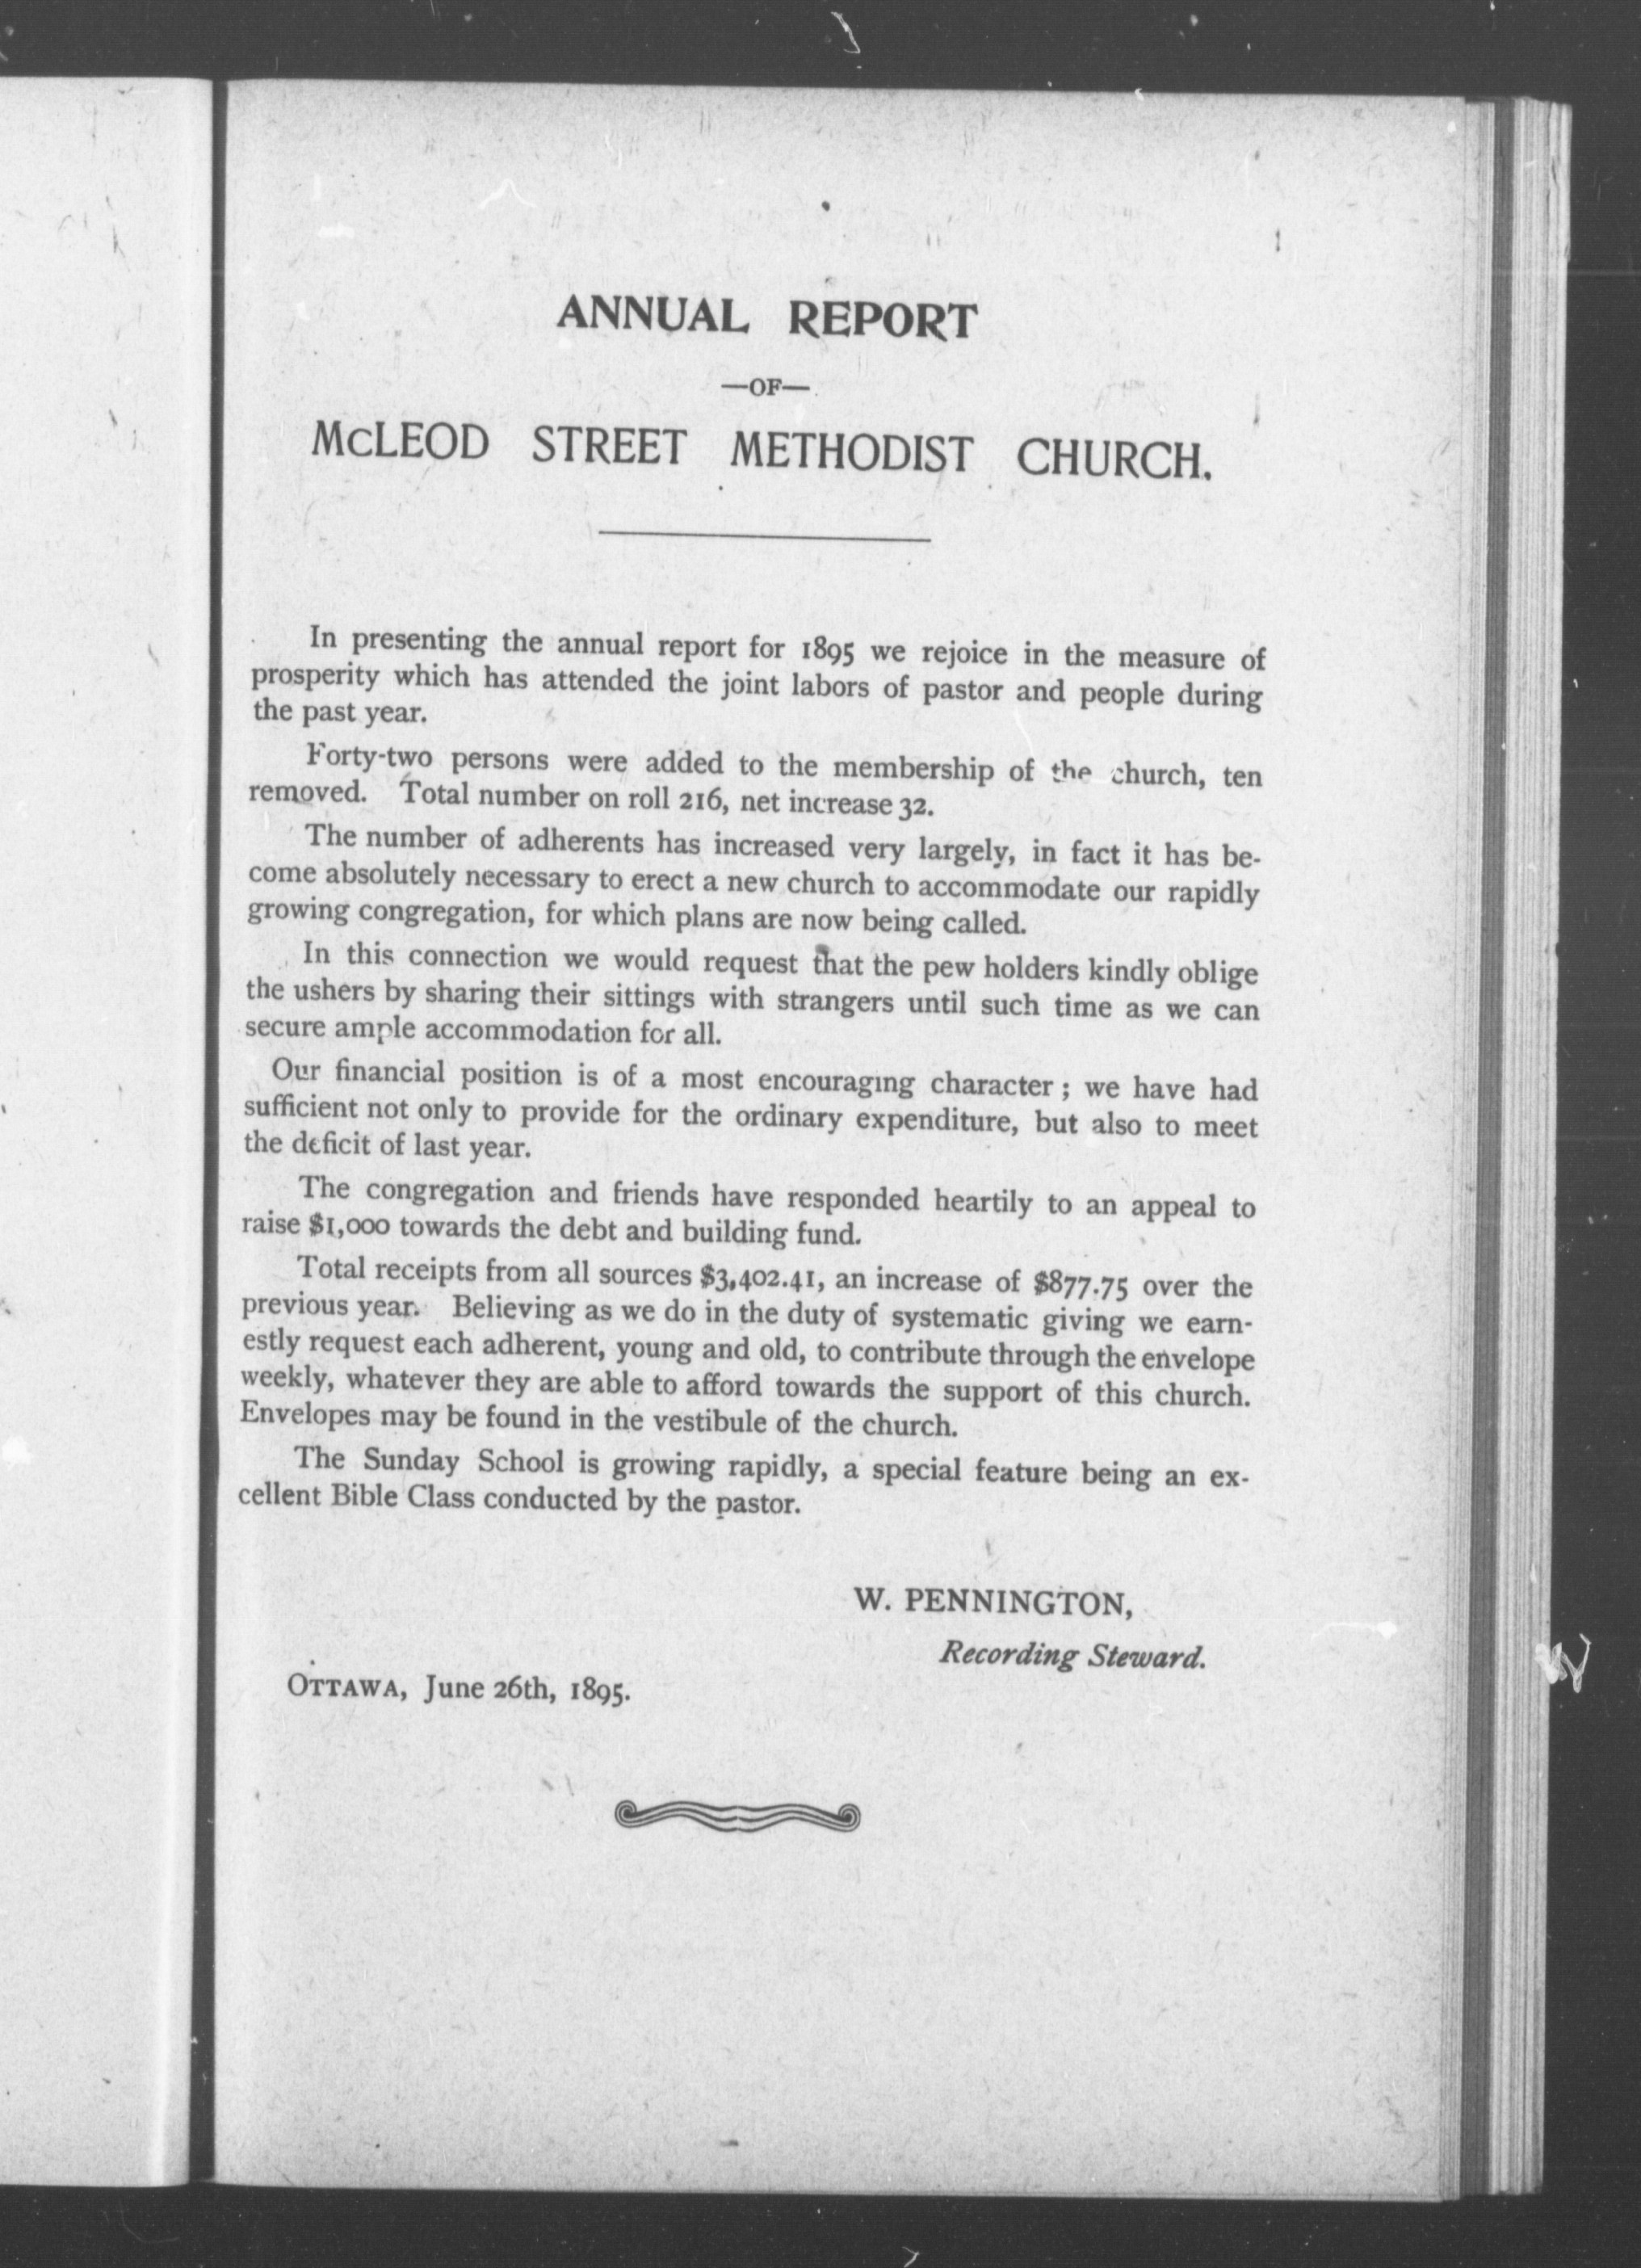 ANNUAL REPORT
—OF—
McLEOD STREET METHODIST CHURCH.
In presenting the annual report for 1895 we rejoice in the measure of
prosperity which has attended the joint labors of pastor and people during
the past year.
Forty-two persons were added to the membership of the church, ten
removed. Total number on roll 216, net increase 32.
The number of adherents has increased very largely, in fact it has be-
come absolutely necessary to erect a new church to accommodate our rapidly
growing congregation, for which plans are now being called.
In this connection we would request that the pew holders kindly oblige
the ushers by sharing their sittings with strangers until such time as we can
secure ample accommodation for all.
Our financial position is of a most encouraging character ; we have had
sufficient not only to provide for the ordinary expenditure, but also to meet
the deficit of last year.
The congregation and friends have responded heartily to an appeal to
raise $1,000 towards the debt and building fund.
Total receipts from all sources $3,402.41, an increase of $877.75 over the
previous year. Believing as we do in the duty of systematic giving we earn-
estly request each adherent, young and old, to contribute through the envelope
weekly, whatever they are able to afford towards the support of this church.
Envelopes may be found in the vestibule of the church.
The Sunday School is growing rapidly, a special feature being an ex-
cellent Bible Class conducted by the pastor.
W. PENNINGTON,
Recording Steward.
OTTAWA, June 26th, 1895.